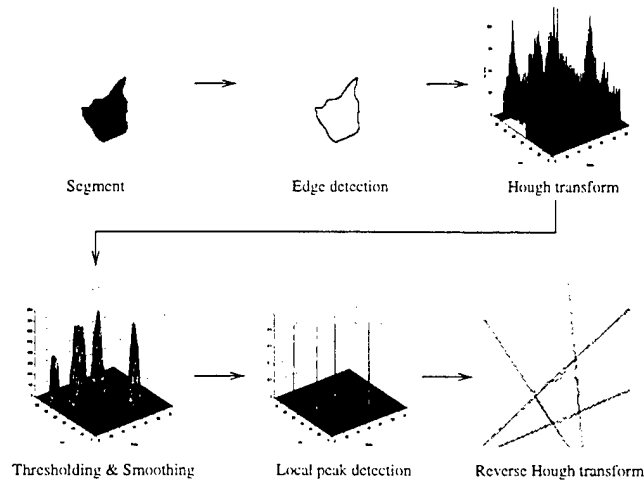 Segment
Edge detection
Hough transform
Thresholding & Smoothing
Local peak detection
Reverse Hough transform